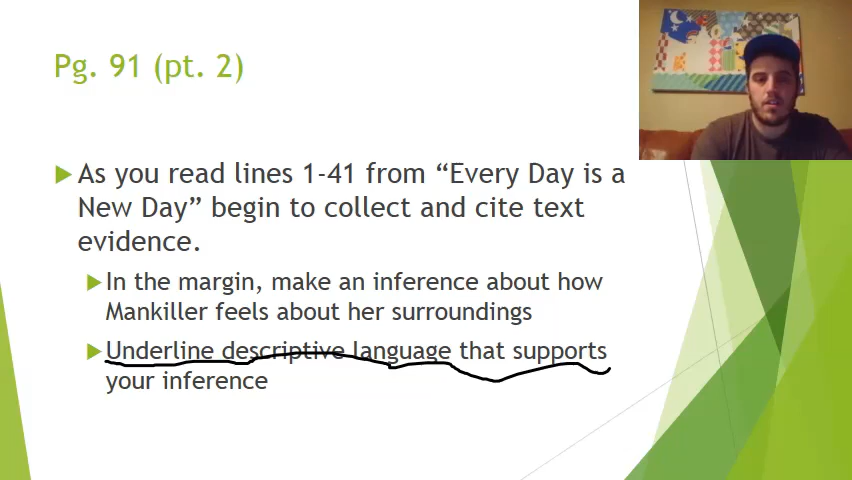 Pg. 91 (pt. 2)
As you read lines 1-41 from “Every Day is a
New Day” begin to collect and cite text
evidence.
In the margin, make an inference about how
Mankiller feels about her surroundings
Underline descriptive language that supports
your inference